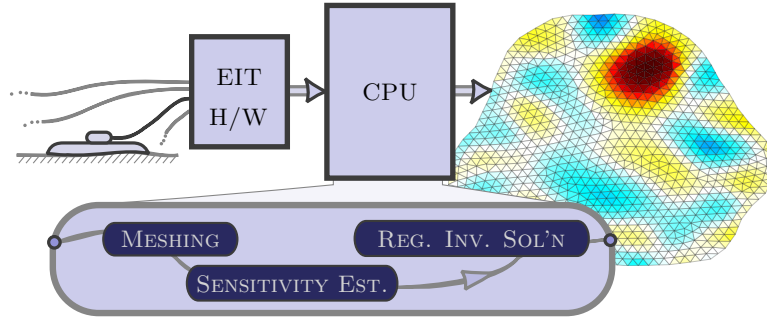 EIT
H/W
CPU
MESHING
REG. INV. SOL'N
SENSITIVITY EST.